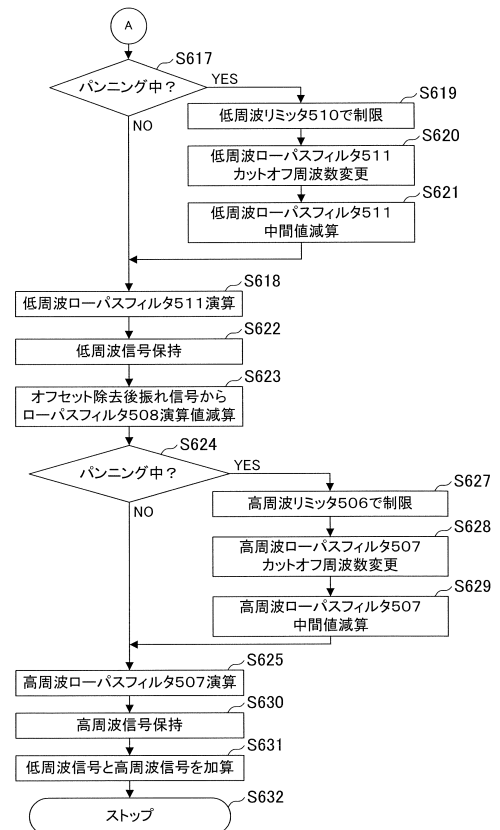 A
S617
パンニング中？
YES
NO
S619
低周波リミッタ510で制限
S620
低周波ローパスフィルタ511
カットオフ周波数変更
S621
低周波ローパスフィルタ511
中間値減算
S618
低周波ローパスフィルタ511演算
S622
低周波信号保持
S623
オフセット除去後振れ信号から
ローパスフィルタ508演算値減算
S624
パンニング中？
YES
NO
S627
高周波リミッタ506で制限
S628
高周波ローパスフィルタ507
カットオフ周波数変更
S629
高周波ローパスフィルタ507
中間値減算
S625
高周波ローパスフィルタ507演算
S630
高周波信号保持
S631
低周波信号と高周波信号を加算
S632
ストップ